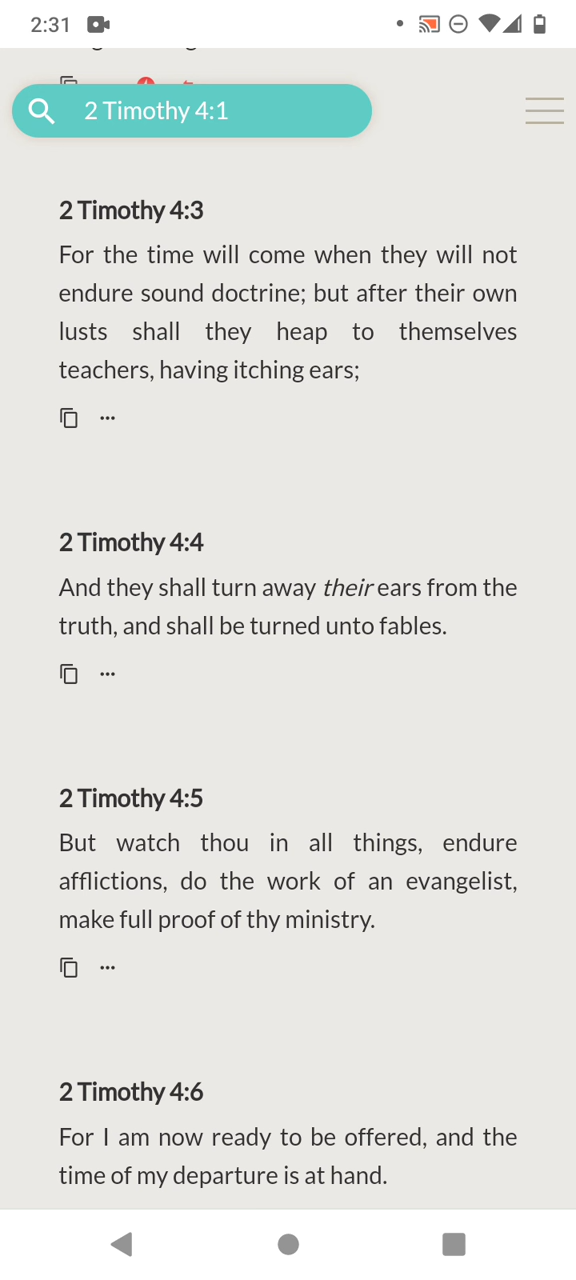 2:31
2 Timothy 4:1
2 Timothy 4:3
For the time will come when they will not
endure sound doctrine; but after their own
lusts shall they heap to themselves
teachers, having itching ears;
2 Timothy 4:4
And they shall turn away their ears from the
truth, and shall be turned unto fables.
2 Timothy 4:5
But watch thou in all things, endure
afflictions, do the work of an evangelist,
make full proof of thy ministry.
2 Timothy 4:6
For I am now ready to be offered, and the
time of my departure is at hand.